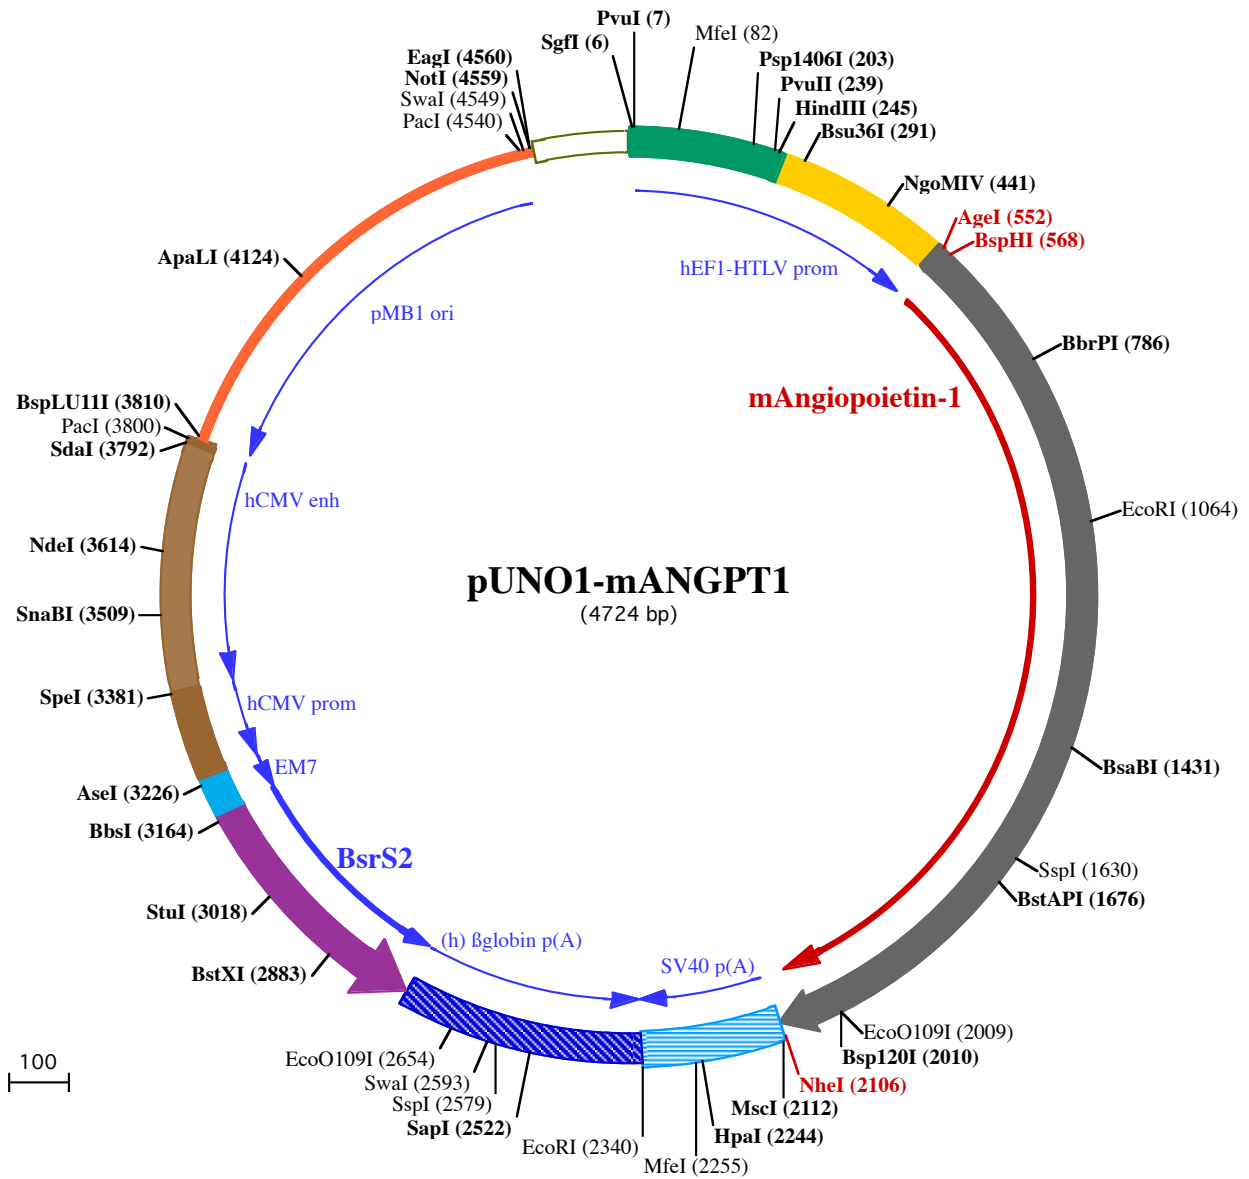 PvuI (7)
SgfI (6)
MfeI (82)
Psp1406I (203)
PvuII (239)
HindIII (245)
Bsu36I (291)
NgoMIV (441)
AgeI (552)
BspHI (568)
BbrPI (786)
EcoRI (1064)
BsaBI (1431)
SspI (1630)
BstAPI (1676)
EcoO109I (2009)
Bsp120I (2010)
NheI (2106)
MscI (2112)
HpaI (2244)
MfeI (2255)
EcoRI (2340)
SapI (2522)
SspI (2579)
SwaI (2593)
EcoO109I (2654)
BstXI (2883)
StuI (3018)
BbsI (3164)
AseI (3226)
SpeI (3381)
SnaBI (3509)
NdeI (3614)
SdaI (3792)
PacI (3800)
BspLU11I (3810)
ApaLI (4124)
PacI (4540)
SwaI (4549)
NotI (4559)
EagI (4560)
hEF1-HTLV prom
mAngiopoietin-1
SV40 p(A)
(h) ßglobin p(A)
BsrS2
EM7
hCMV prom
hCMV enh
pMB1 ori
pUNO1-mANGPT1
(4724 bp)
100